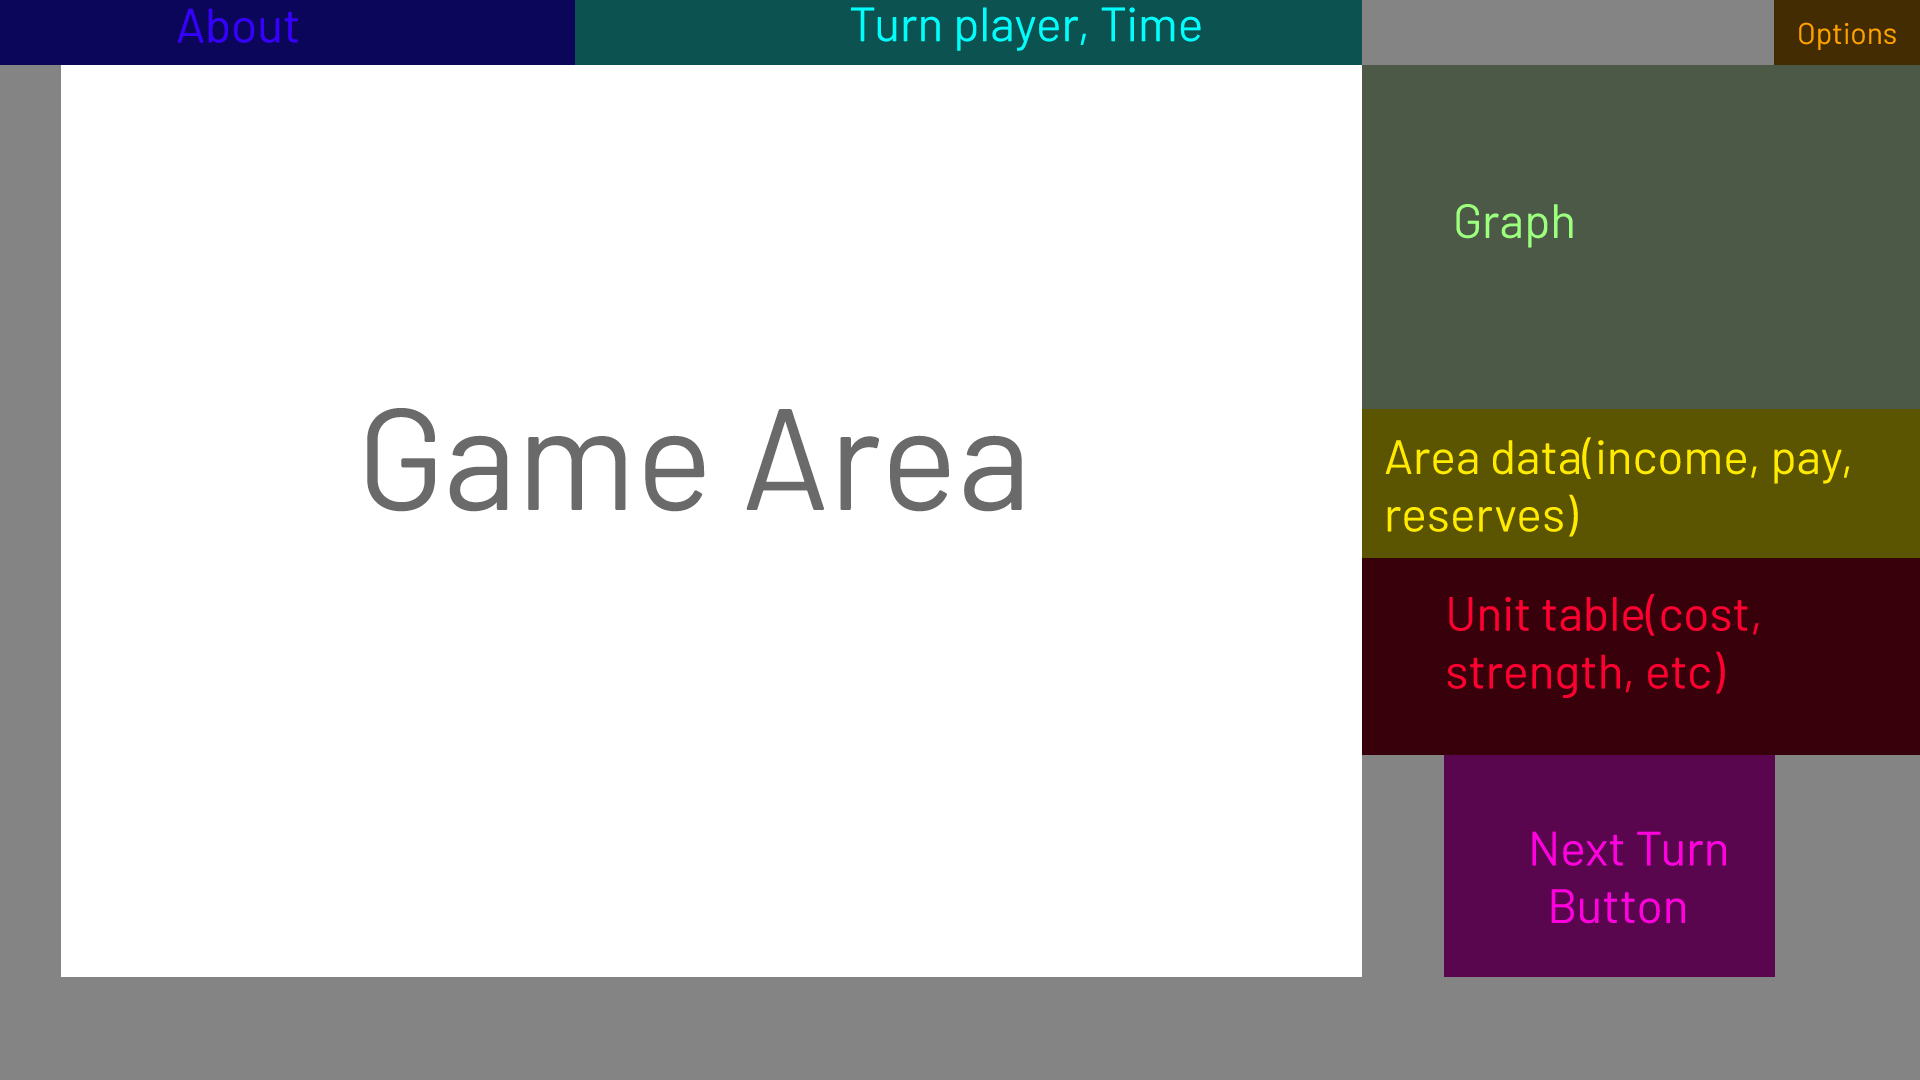 About
Turn player, Time
Options
Graph
Game Area
Area data(income, pay,
reserves)
Unit table(cost,
strength, etc)
Next Turn
Button